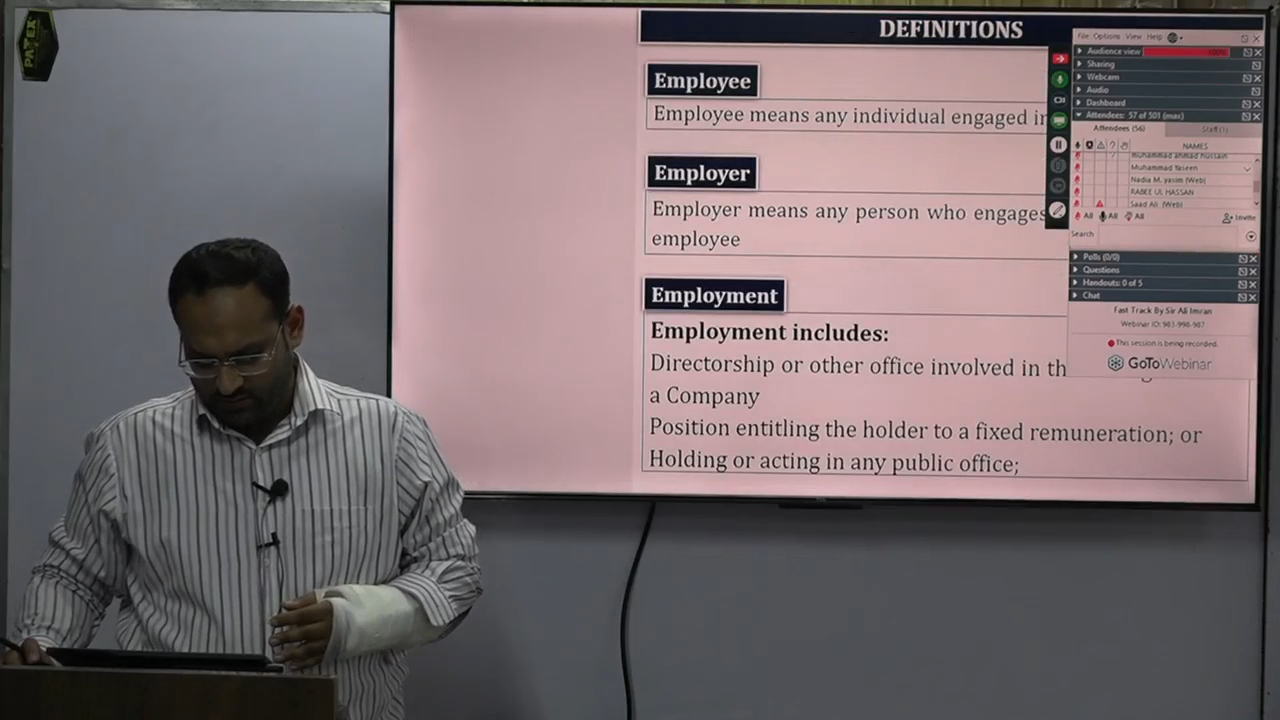 PATEX
DEFINITIONS
Employee
Employee means any individual engaged in
Employer
Employer means any person who engages
employee
Employment
Employment includes:
Directorship or other office involved in th
a Company
Position entitling the holder to a fixed remuneration; or
Holding or acting in any public office;
File Options View Help
Audience view 100%
Sharing
Webcam
Audio
Dashboard
Attendees: 57 of 501 (max)
Attendees (56) Staff (1)
NAMES
muhammad ahmad hussain
Muhammad Yaseen
Nadia M. yasim (Web)
RABEE UL HASSAN
Saad Ali (Web)
All All All Invite
Search
Polls (0/0)
Questions
Handouts: 0 of 5
Chat
Fast Track By Sir Ali Imran
Webinar ID: 983-998-987
This session is being recorded.
GoToWebinar